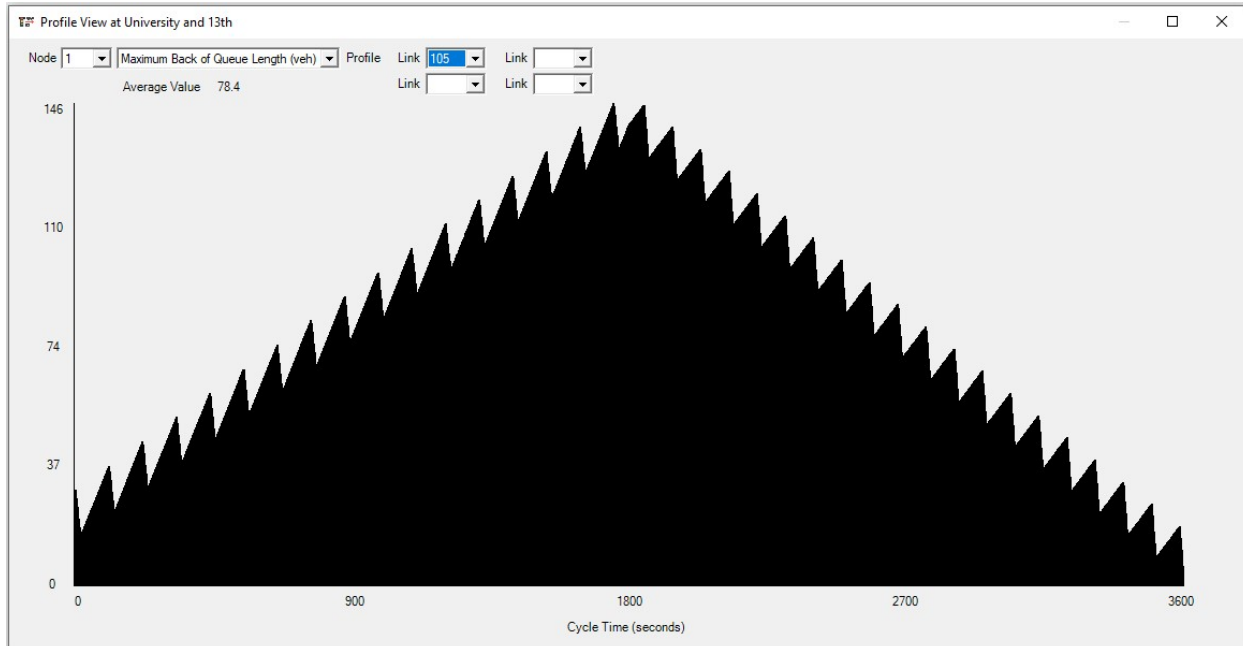 Profile View at University and 13th
Node 1 Maximum Back of Queue Length (veh) Profile Link 105 Link
Average Value 78.4 Link Link
146
110
74
37
0
0 900 1800 2700 3600
Cycle Time (seconds)